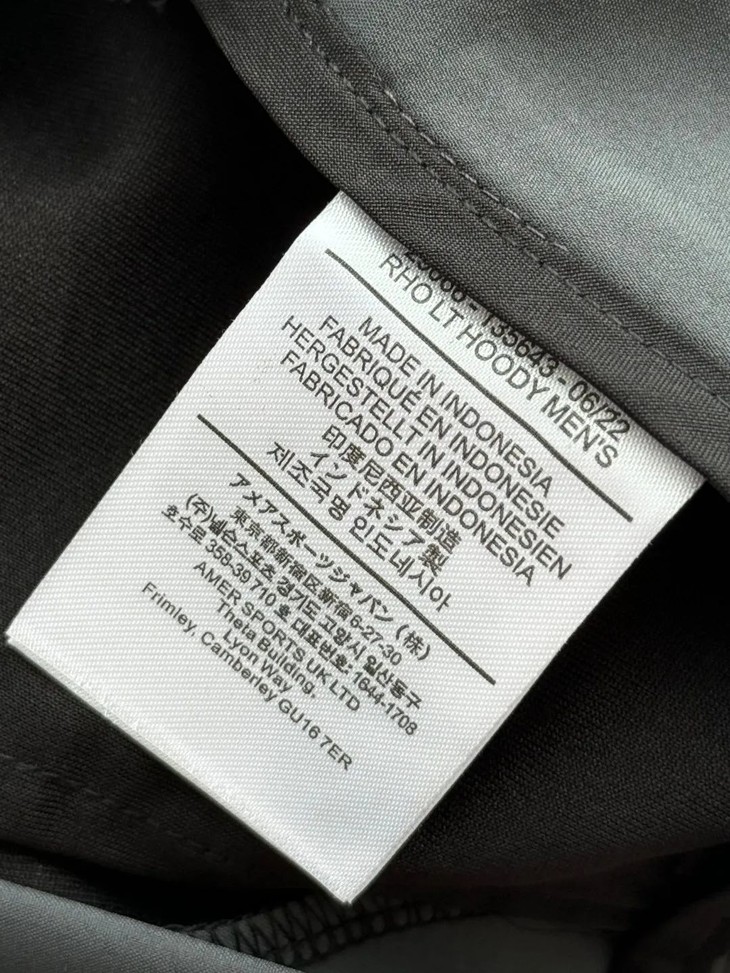 135643 - 06/22
RHO LT HOODY MEN'S
MADE IN INDONESIA
FABRIQUÉ EN INDONESIE
HERGESTELLT IN INDONESIEN
FABRICADO EN INDONESIA
印度尼西亚制造
インドネシア製
제조국명 인도네시아
アメアスポーツジャパン (株)
東京都新宿区新宿6-27-30
(주)넬슨스포츠 경기도 고양시 일산동구
호수로 358-39 710 호 대표번호 1644-1708
AMER SPORTS UK LTD
Theta Building,
Lyon Way
Frimley, Camberley GU16 7ER